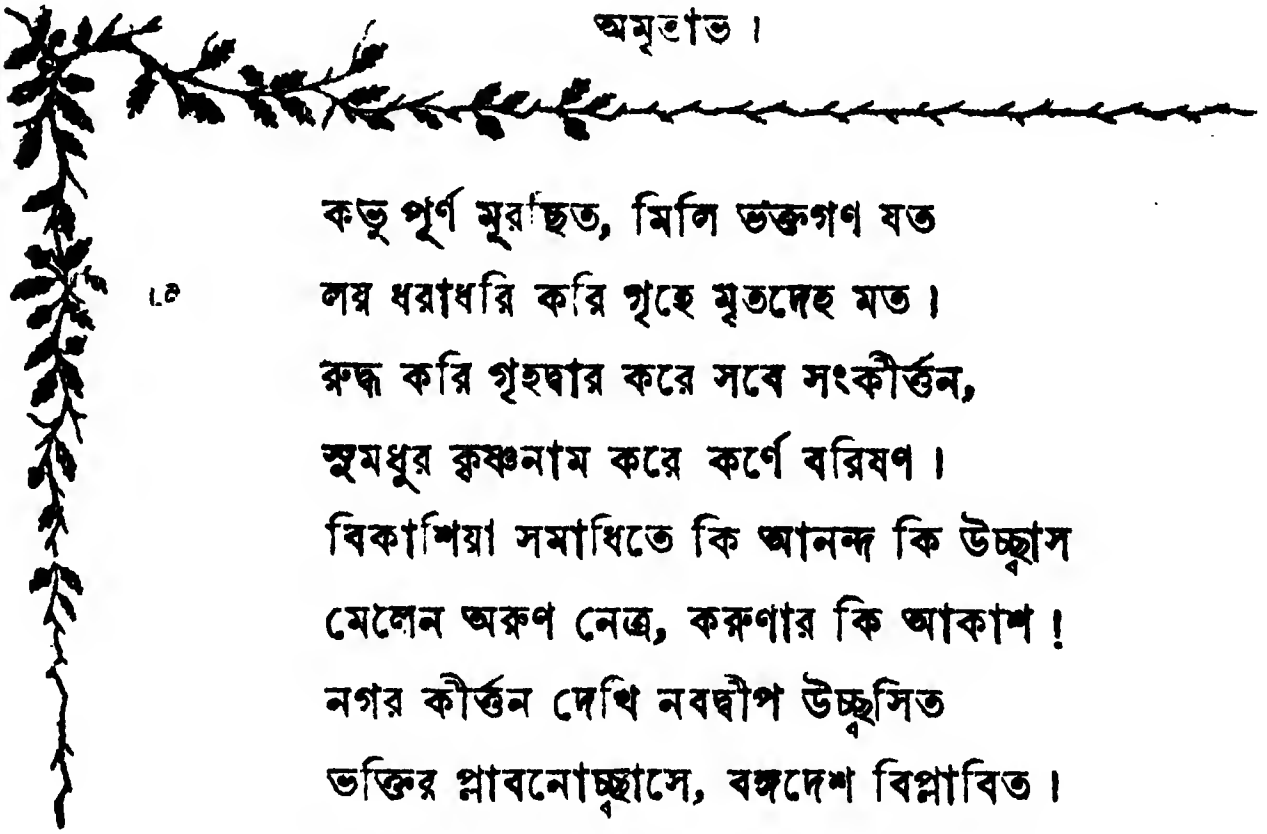 অমৃতাভ ।
কভু পূর্ণ মূরচ্ছিত, মিলি ভক্তগণ যত
লয় ধরাধরি করি গৃহে মৃতদেহ মত ।
রুদ্ধ করি গৃহদ্বার করে সবে সংকীর্ত্তন,
সুমধুর কৃষ্ণনাম করে কর্ণে বরিষণ ।
বিকাশিয়া সমাধিতে কি আনন্দ কি উচ্ছ্বাস
মেলেন অরুণ নেত্র, করুণার কি আকাশ !
নগর কীর্ত্তন দেখি নবদ্বীপ উচ্ছ্বসিত
ভক্তির প্লাবনোচ্ছ্বাসে, বঙ্গদেশ বিপ্লাবিত ।